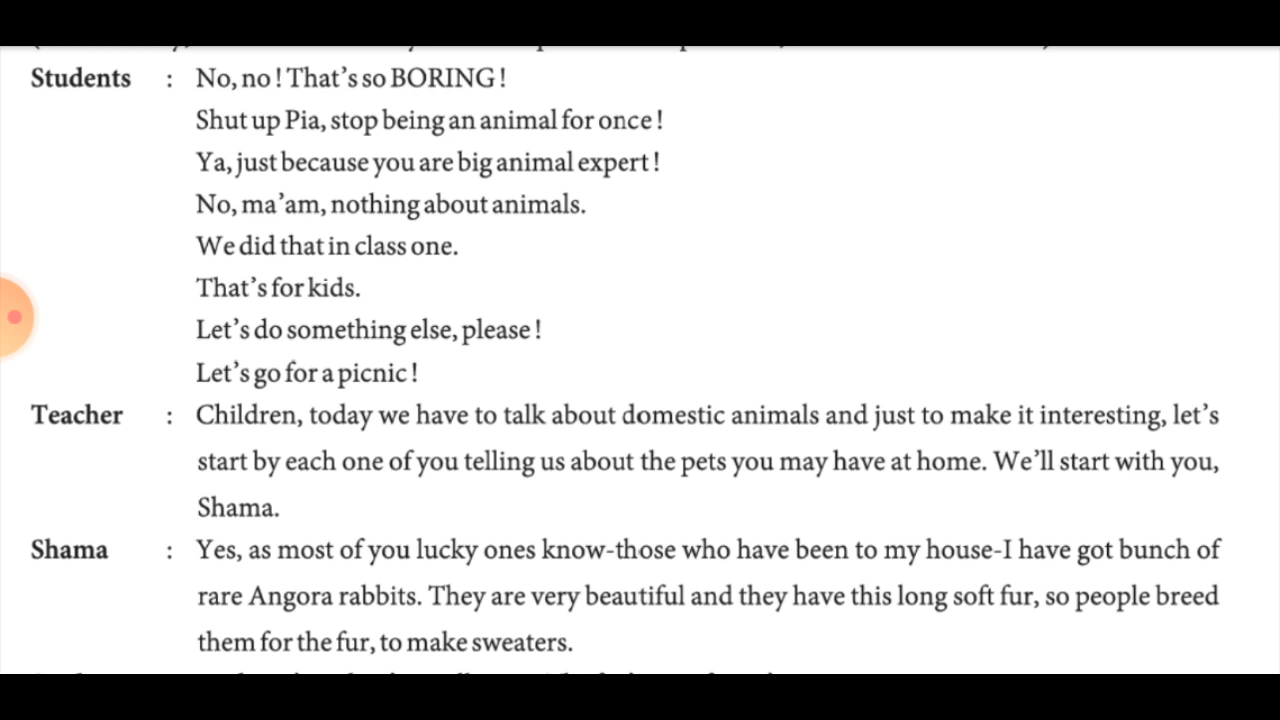 Students : No, no ! That's so BORING !
Shut up Pia, stop being an animal for once !
Ya, just because you are big animal expert !
No, ma'am, nothing about animals.
We did that in class one.
That's for kids.
Let's do something else, please !
Let's go for a picnic !
Teacher : Children, today we have to talk about domestic animals and just to make it interesting, let's
start by each one of you telling us about the pets you may have at home. We'll start with you,
Shama.
Shama : Yes, as most of you lucky ones know-those who have been to my house-I have got bunch of
rare Angora rabbits. They are very beautiful and they have this long soft fur, so people breed
them for the fur, to make sweaters.